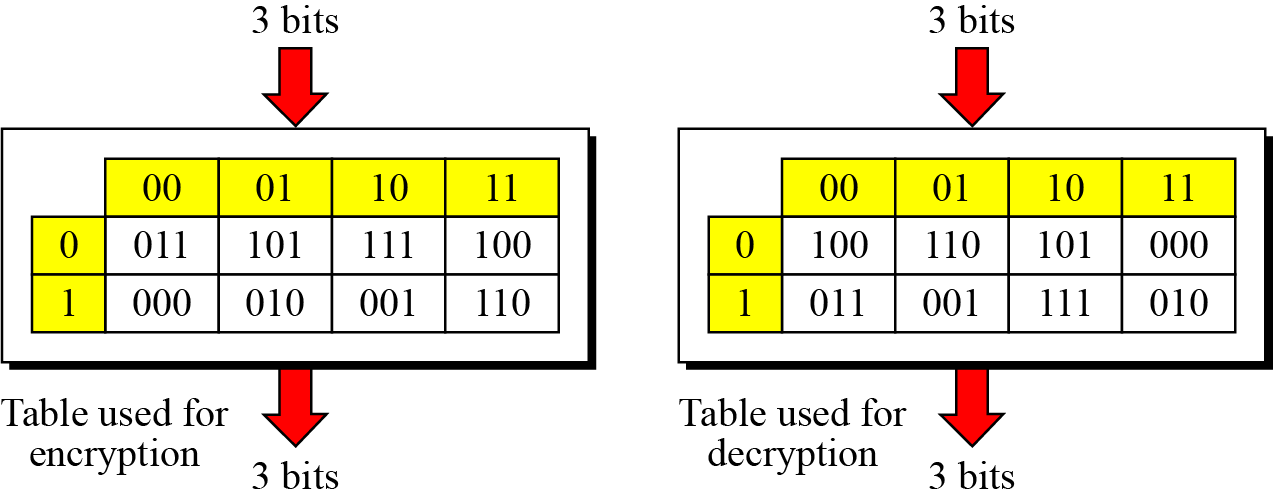 3 bits
00 01 10 11
0 011 101 111 100
1 000 010 001 110
Table used for
encryption
3 bits
3 bits
00 01 10 11
0 100 110 101 000
1 011 001 111 010
Table used for
decryption
3 bits